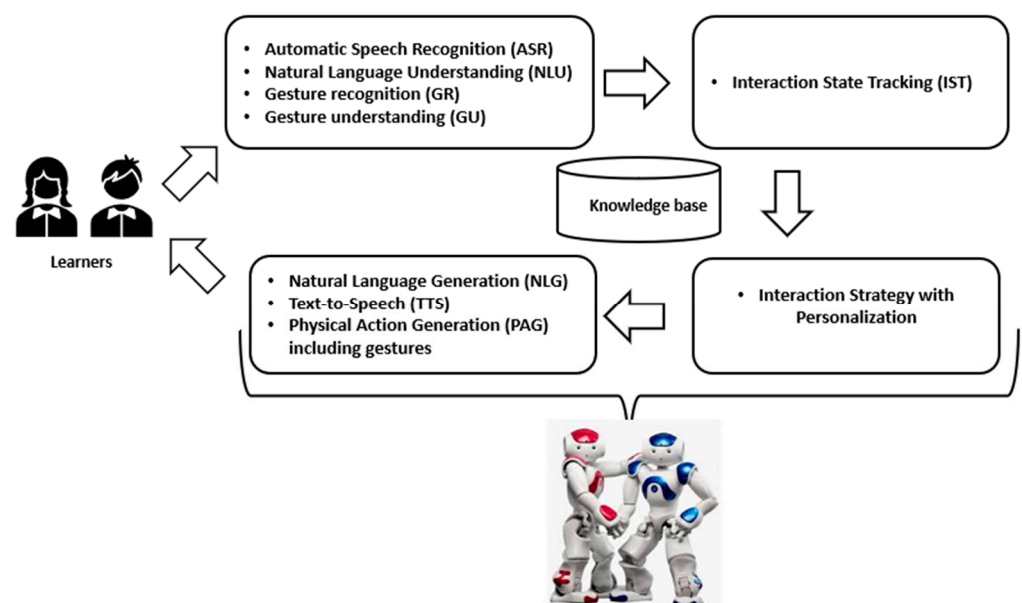 • Automatic Speech Recognition (ASR)
• Natural Language Understanding (NLU)
• Gesture recognition (GR)
• Gesture understanding (GU)
• Interaction State Tracking (IST)
Knowledge base
Learners
• Natural Language Generation (NLG)
• Text-to-Speech (TTS)
• Physical Action Generation (PAG)
including gestures
• Interaction Strategy with
Personalization